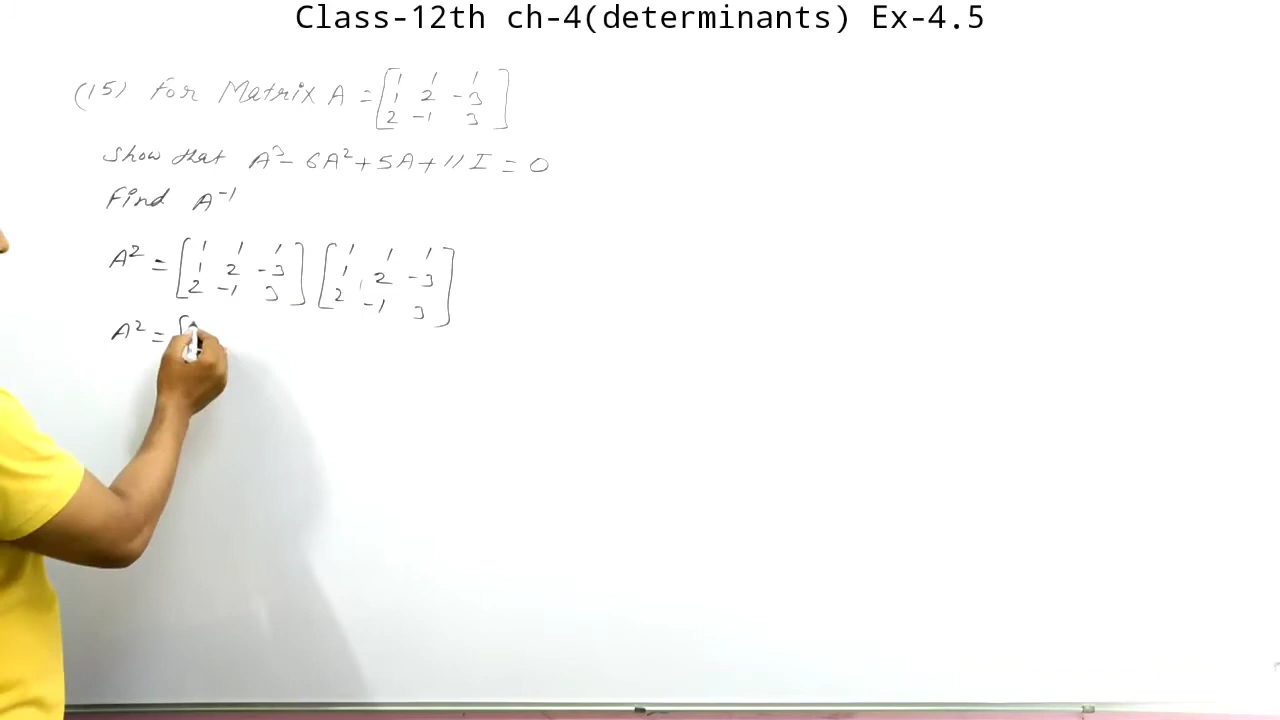 Class-12th ch-4(determinants) Ex-4.5
(15) For Matrix A = [1 1 1
1 2 -3
2 -1 3]
Show that A³ - 6A² + 5A + 11 I = 0
Find A⁻¹
A² = [1 1 1 [1 1 1
1 2 -3 1 2 -3
2 -1 3] 2 -1 3]
A² = [